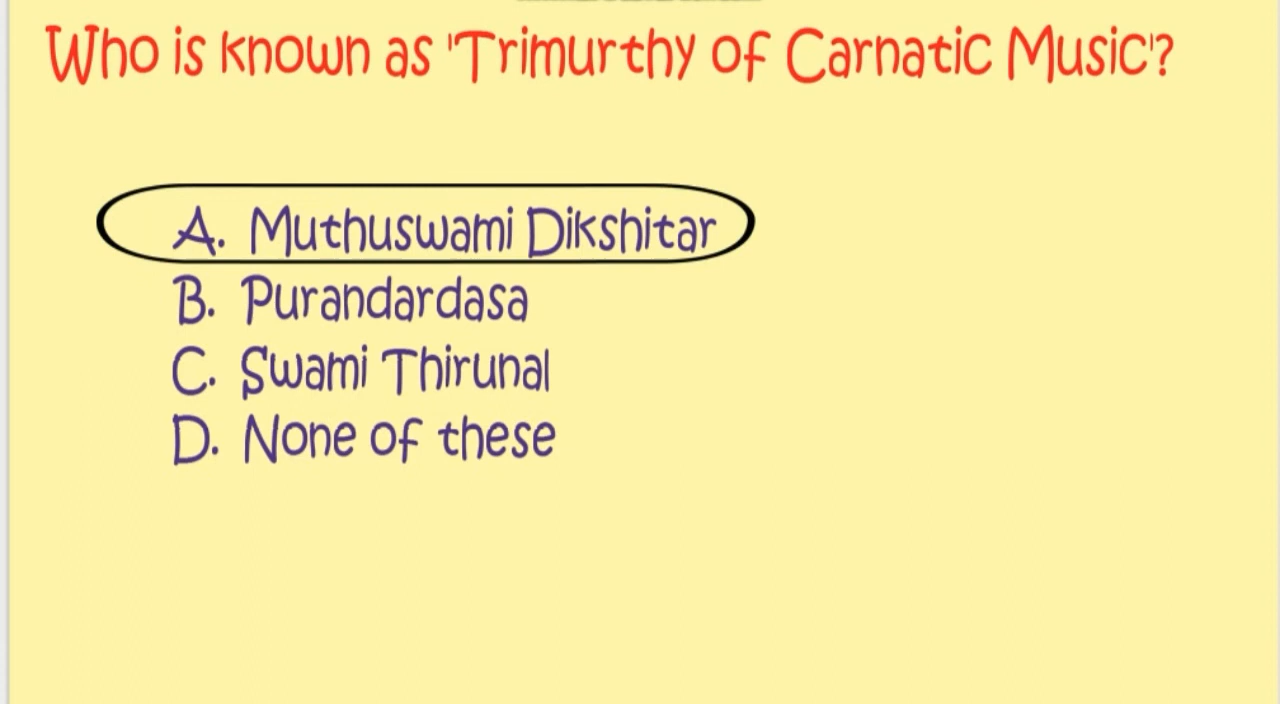 Who is known as 'Trimurthy of Carnatic Music'?
A. Muthuswami Dikshitar
B. Purandardasa
C. Swami Thirunal
D. None of these